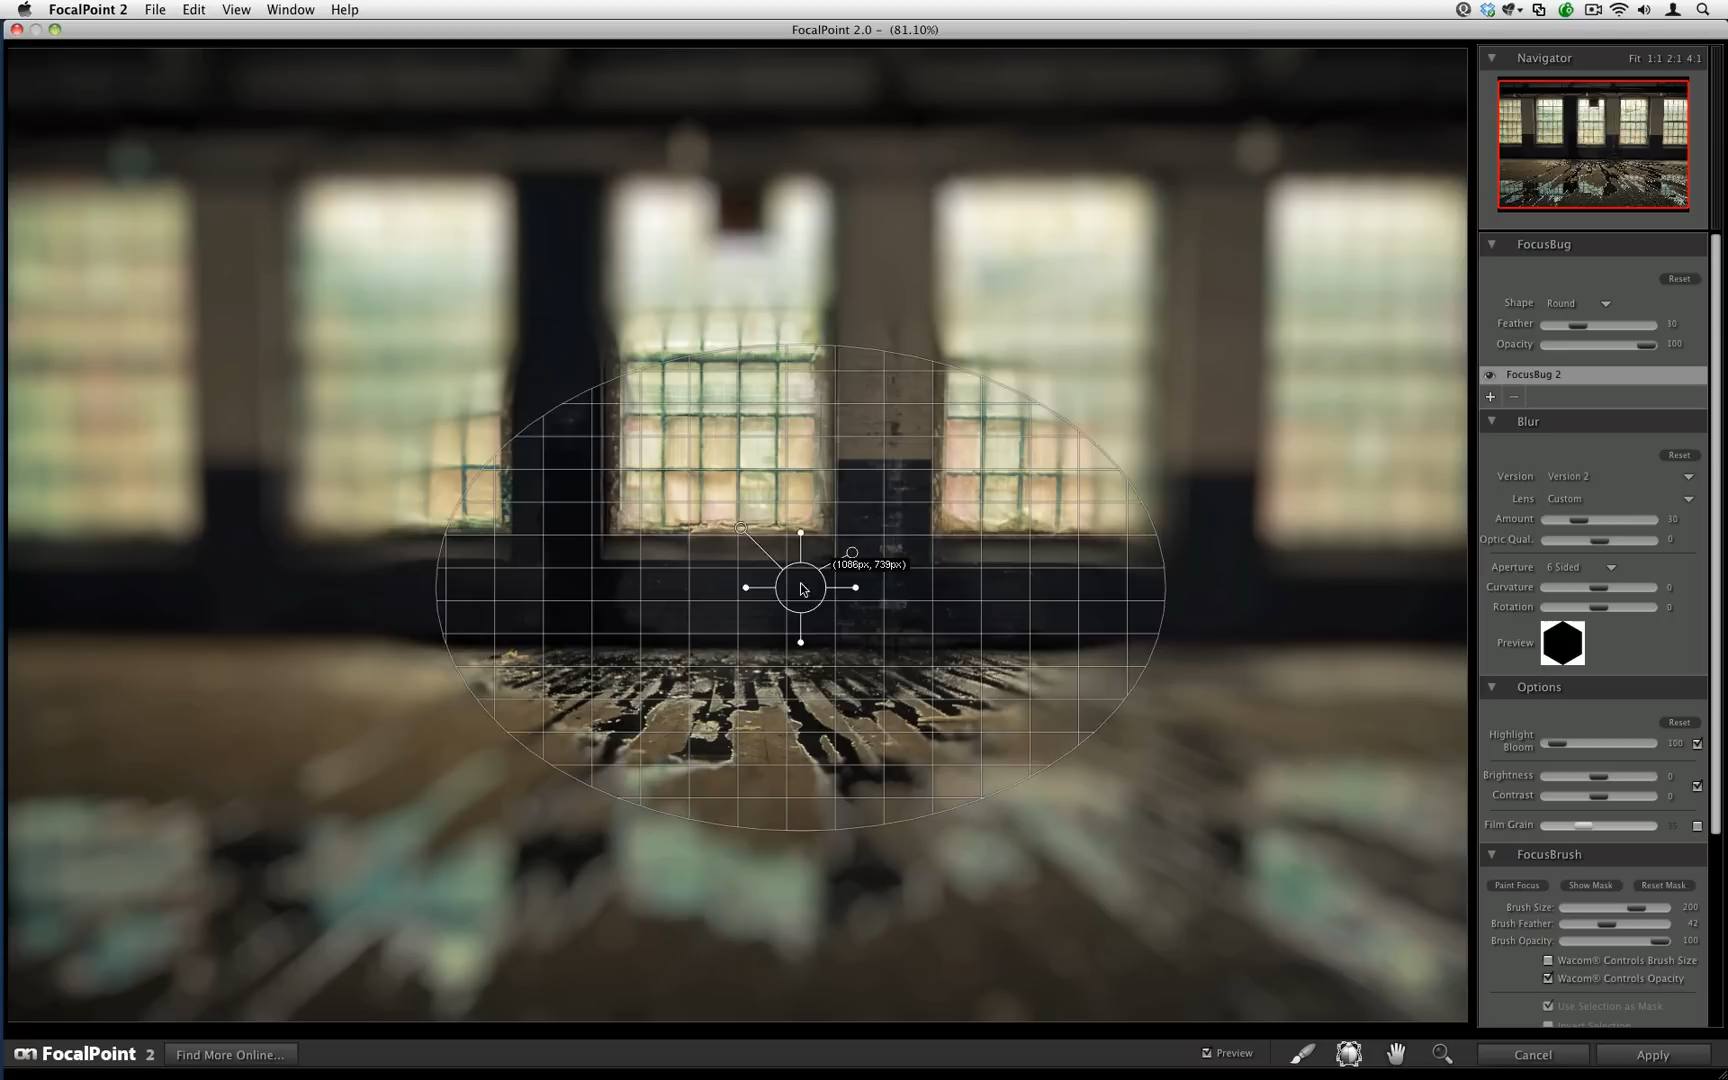 FocalPoint 2 File Edit View Window Help
FocalPoint 2.0 - (81.10%)
Navigator Fit 1:1 2:1 4:1
FocusBug
Reset
Shape Round
Feather 30
Opacity 100
FocusBug 2
Blur
Reset
Version Version 2
Lens Custom
Amount 30
Optic Qual. 0
Aperture 6 Sided
Curvature 0
Rotation 0
Preview
Options
Reset
Highlight
Bloom 100
Brightness 0
Contrast 0
Film Grain 35
FocusBrush
Paint Focus Show Mask Reset Mask
Brush Size: 200
Brush Feather: 42
Brush Opacity: 100
Wacom® Controls Brush Size
Wacom® Controls Opacity
Use Selection as Mask
Invert Selection
(1086px, 739px)
on FocalPoint 2 Find More Online... Preview Cancel Apply